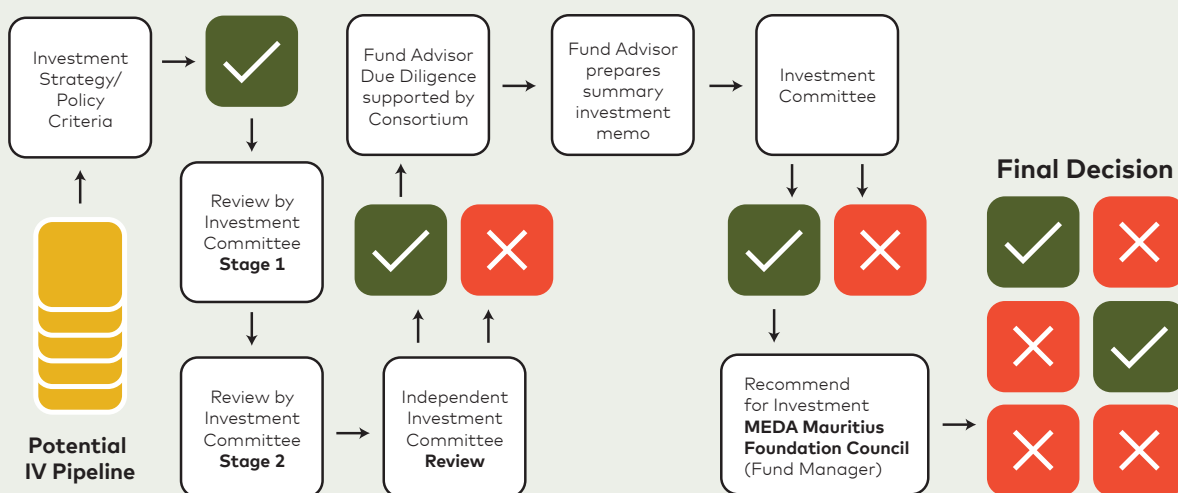 Investment
Strategy/
Policy
Criteria
Potential
IV Pipeline
Review by
Investment
Committee
Stage 1
Review by
Investment
Committee
Stage 2
Independent
Investment
Committee
Review
Fund Advisor
Due Diligence
supported by
Consortium
Fund Advisor
prepares
summary
investment
memo
Investment
Committee
Recommend
for Investment
MEDA Mauritius
Foundation Council
(Fund Manager)
Final Decision